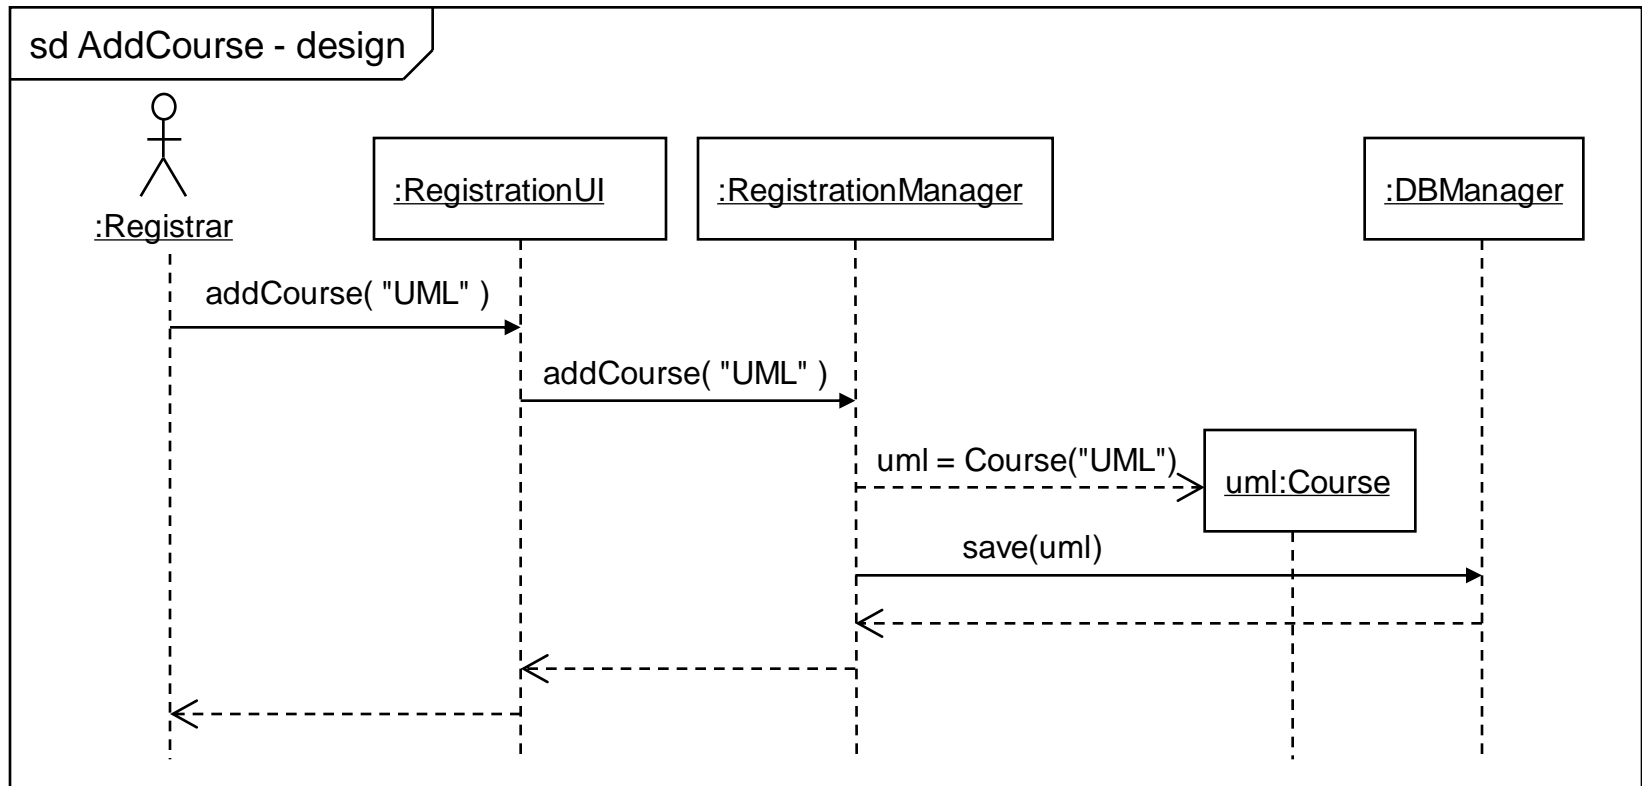 sd AddCourse - design
:Registrar
:RegistrationUI
:RegistrationManager
:DBManager
addCourse( "UML" )
addCourse( "UML" )
uml = Course("UML")
uml:Course
save(uml)